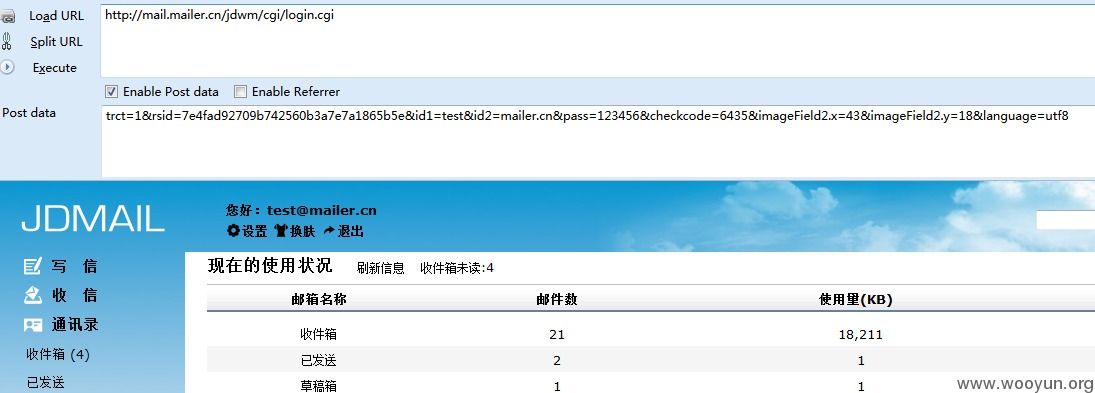 Load URL
http://mail.mailer.cn/jdwm/cgi/login.cgi
Split URL
Execute
Enable Post data Enable Referrer
Post data
trct=1&rsid=7e4fad92709b742560b3a7e7a1865b5e&id1=test&id2=mailer.cn&pass=123456&checkcode=6435&imageField2.x=43&imageField2.y=18&language=utf8
JDMAIL
您好：test@mailer.cn
设置 换肤 退出
写 信
收 信
通讯录
收件箱 (4)
已发送
现在的使用状况 刷新信息 收件箱未读:4
邮箱名称 邮件数 使用量(KB)
收件箱 21 18,211
已发送 2 1
草稿箱 1 1
www.wooyun.org